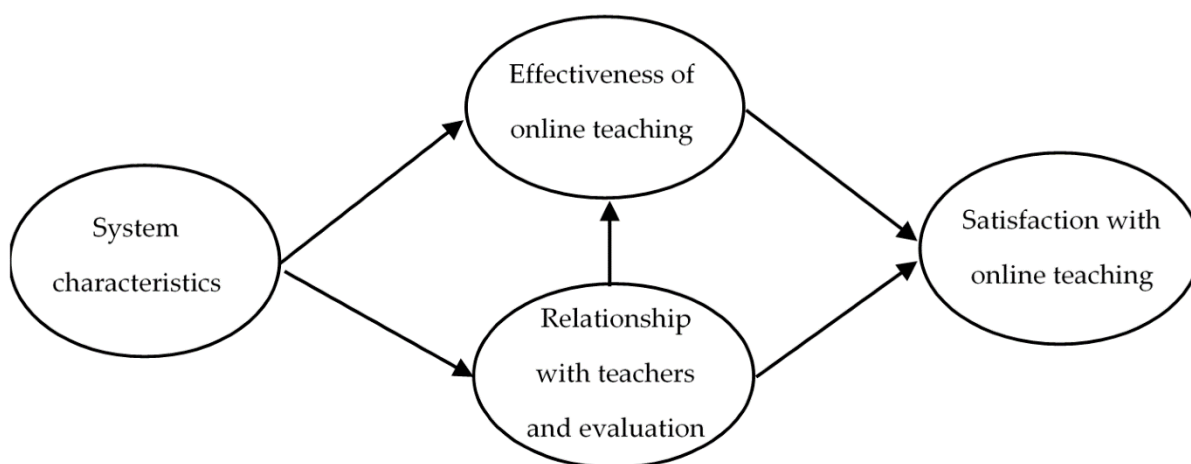 Effectiveness of
online teaching
System
characteristics
Satisfaction with
online teaching
Relationship
with teachers
and evaluation